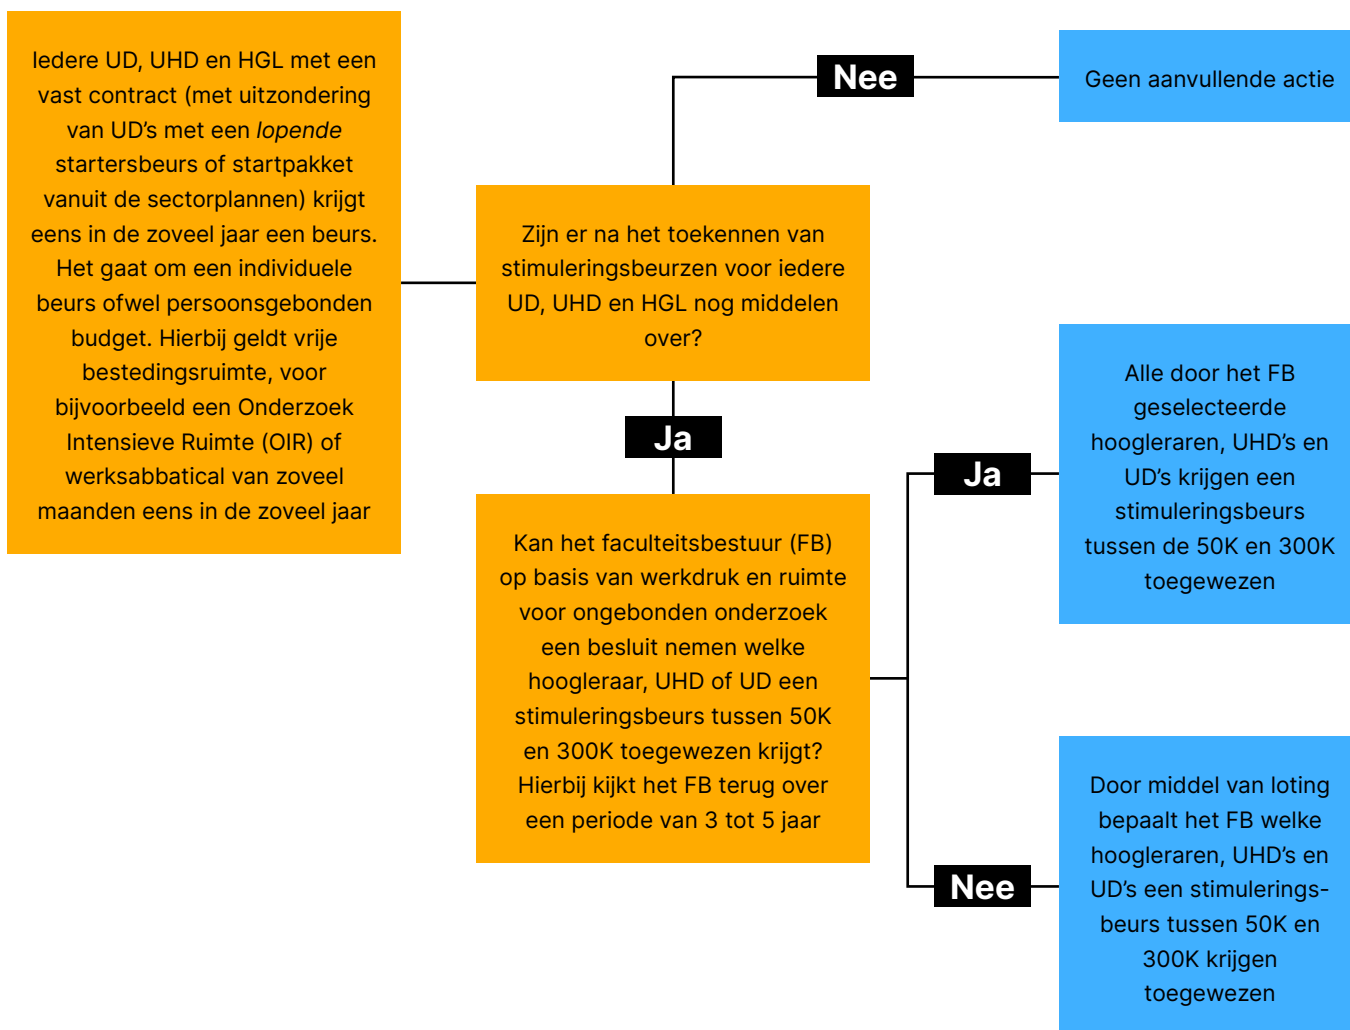 Iedere UD, UHD en HGL met een
vast contract (met uitzondering
van UD’s met een lopende
startersbeurs of startpakket
vanuit de sectorplannen) krijgt
eens in de zoveel jaar een beurs.
Het gaat om een individuele
beurs ofwel persoonsgebonden
budget. Hierbij geldt vrije
bestedingsruimte, voor
bijvoorbeeld een Onderzoek
Intensieve Ruimte (OIR) of
werksabbatical van zoveel
maanden eens in de zoveel jaar
Zijn er na het toekennen van
stimuleringsbeurzen voor iedere
UD, UHD en HGL nog middelen
over?
Nee
Geen aanvullende actie
Ja
Kan het faculteitsbestuur (FB)
op basis van werkdruk en ruimte
voor ongebonden onderzoek
een besluit nemen welke
hoogleraar, UHD of UD een
stimuleringsbeurs tussen 50K
en 300K toegewezen krijgt?
Hierbij kijkt het FB terug over
een periode van 3 tot 5 jaar
Ja
Alle door het FB
geselecteerde
hoogleraren, UHD’s en
UD’s krijgen een
stimuleringsbeurs
tussen de 50K en 300K
toegewezen
Nee
Door middel van loting
bepaalt het FB welke
hoogleraren, UHD’s en
UD’s een stimulerings-
beurs tussen 50K en
300K krijgen
toegewezen